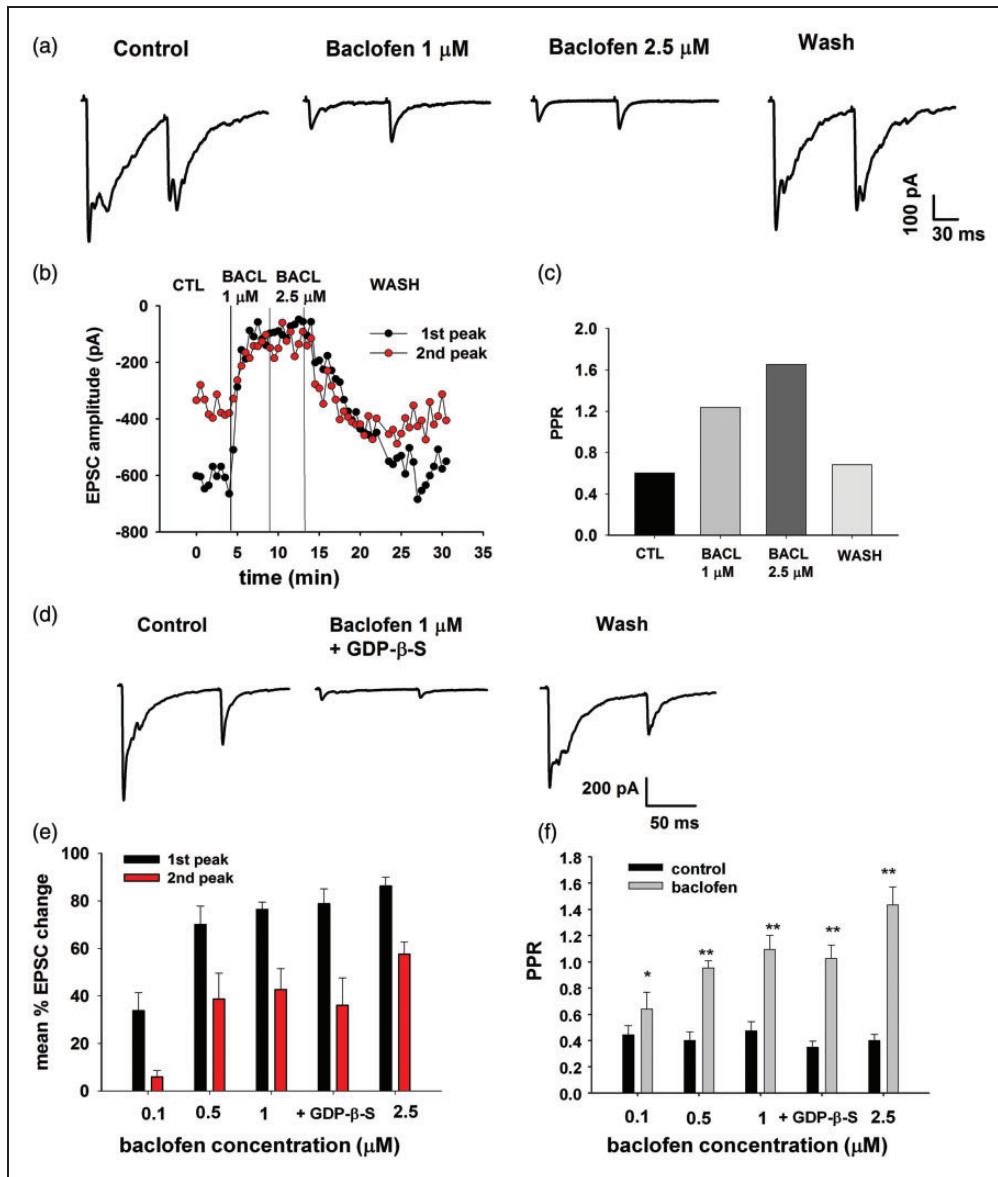 (a)
Control
Baclofen 1 μM
Baclofen 2.5 μM
Wash
100 pA
30 ms
(b)
CTL
BACL
1 μM
BACL
2.5 μM
WASH
1st peak
2nd peak
0
-200
-400
-600
-800
EPSC amplitude (pA)
0 5 10 15 20 25 30 35
time (min)
(c)
2.0
1.6
1.2
0.8
0.4
0.0
PPR
CTL
BACL
1 μM
BACL
2.5 μM
WASH
(d)
Control
Baclofen 1 μM
+ GDP-β-S
Wash
200 pA
50 ms
(e)
1st peak
2nd peak
100
80
60
40
20
0
mean % EPSC change
0.1 0.5 1 + GDP-β-S 2.5
baclofen concentration (μM)
(f)
control
baclofen
1.8
1.6
1.4
1.2
1.0
0.8
0.6
0.4
0.2
0.0
PPR
*
**
**
**
**
0.1 0.5 1 + GDP-β-S 2.5
baclofen concentration (μM)